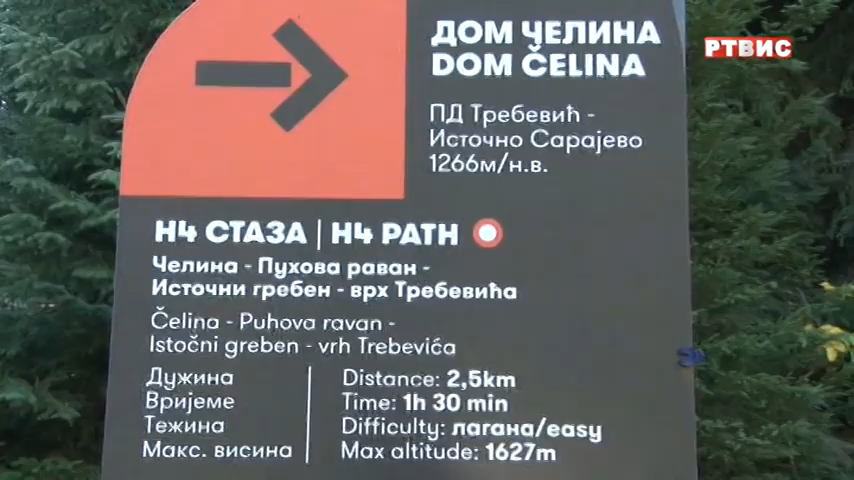 РТВИС
ДОМ ЧЕЛИНА
DOM ČELINA
ПД Требевић -
Источно Сарајево
1266м/н.в.
H4 СТАЗА | H4 PATH
Челина - Пухова раван -
Источни гребен - врх Требевића
Čelina - Puhova ravan -
Istočni greben - vrh Trebevića
Дужина Distance: 2,5km
Вријеме Time: 1h 30 min
Тежина Difficulty: лагана/easy
Макс. висина Max altitude: 1627m